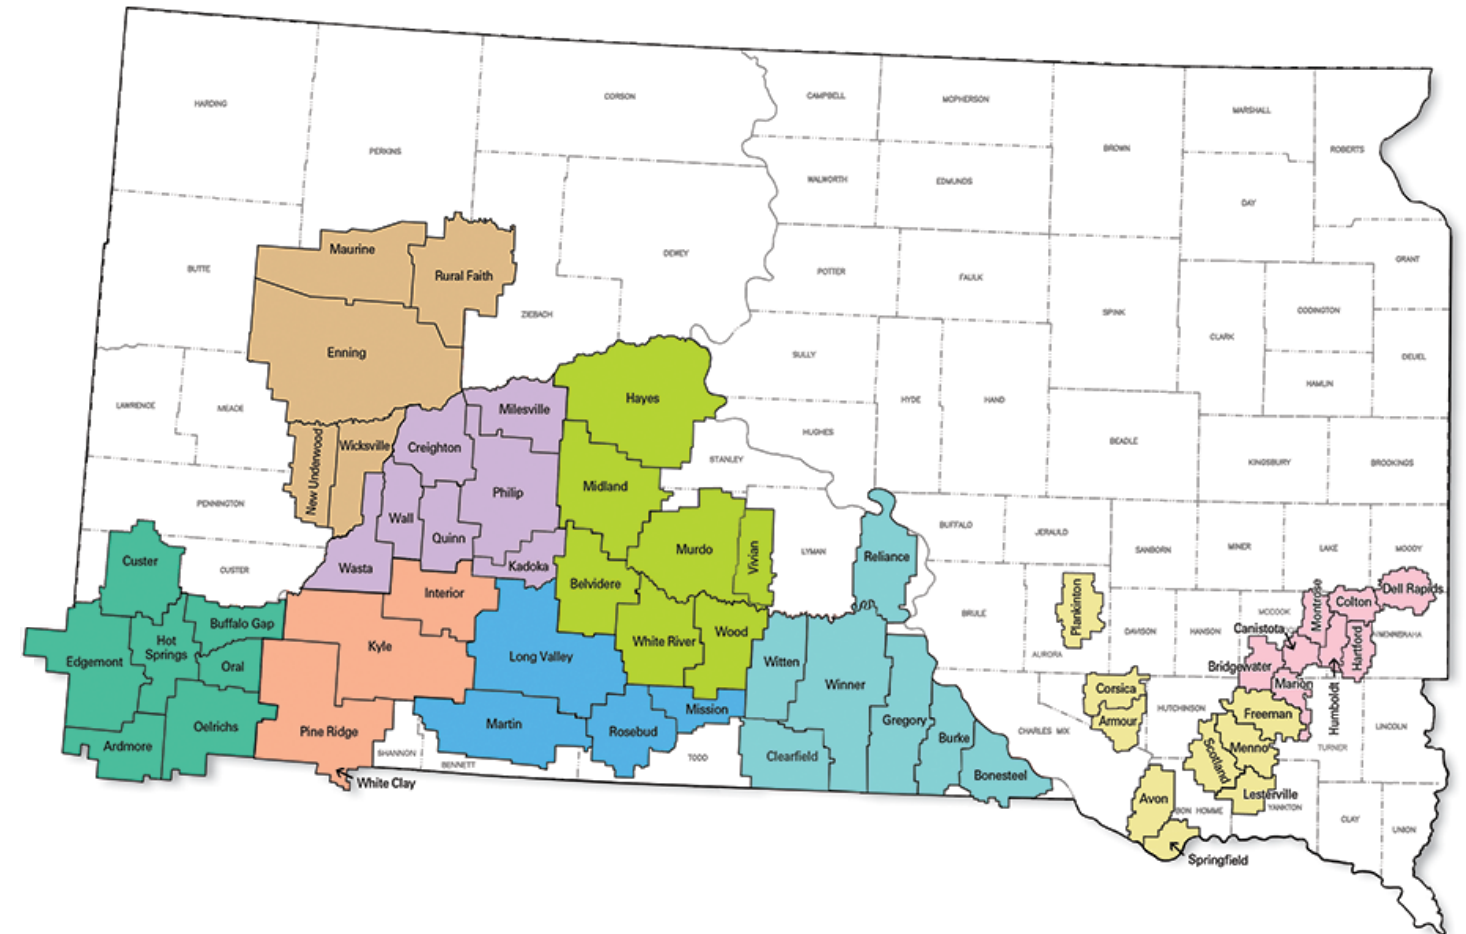 HARDING
CORSON
CAMPBELL
MCPHERSON
MARSHALL
PERKINS
BROWN
ROBERTS
WALWORTH
EDMUNDS
DAY
Maurine
DEWEY
BUTTE
Rural Faith
POTTER
FAULK
GRANT
ZIEBACH
SPINK
CODINGTON
CLARK
Enning
SULLY
DEUEL
HAMLIN
LAWRENCE
MEADE
Milesville
Hayes
HYDE
HAND
HUGHES
Creighton
Wicksville
New Underwood
BEADLE
STANLEY
KINGSBURY
BROOKINGS
PENNINGTON
Philip
Midland
Wall
Quinn
BUFFALO
JERAULD
SANBORN
MINER
LAKE
MOODY
Murdo
Vivian
LYMAN
Reliance
Custer
CUSTER
Wasta
Kadoka
Interior
Belvidere
BRULE
Plankinton
AURORA
DAVISON
HANSON
MCCOOK
Montrose
Colton
Dell Rapids
MINNEHAHA
Canistota
Hartford
Bridgewater
Humboldt
Marion
Buffalo Gap
Hot
Springs
Kyle
White River
Wood
Edgemont
Oral
Long Valley
Witten
Winner
Corsica
HUTCHINSON
Freeman
Mission
Oelrichs
Pine Ridge
Martin
Rosebud
Gregory
Armour
CHARLES MIX
Burke
LINCOLN
TURNER
Ardmore
SHANNON
BENNETT
TODD
Clearfield
Bonesteel
Scotland
Menno
White Clay
Lesterville
Avon
BON HOMME
YANKTON
CLAY
UNION
Springfield